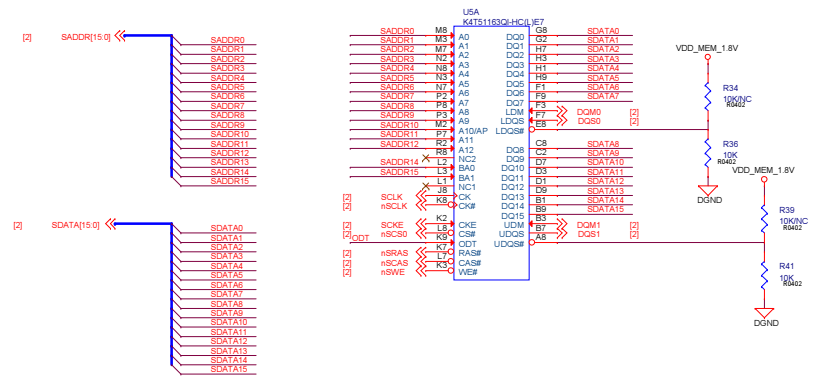 [2] SADDR[15:0]
SADDR0
SADDR1
SADDR2
SADDR3
SADDR4
SADDR5
SADDR6
SADDR7
SADDR8
SADDR9
SADDR10
SADDR11
SADDR12
SADDR13
SADDR14
SADDR15
[2] SDATA[15:0]
SDATA0
SDATA1
SDATA2
SDATA3
SDATA4
SDATA5
SDATA6
SDATA7
SDATA8
SDATA9
SDATA10
SDATA11
SDATA12
SDATA13
SDATA14
SDATA15
U5A
K4T51163QI-HC(L)E7
SADDR0 M8 A0
SADDR1 M3 A1
SADDR2 M7 A2
SADDR3 N2 A3
SADDR4 N8 A4
SADDR5 N3 A5
SADDR6 N7 A6
SADDR7 P2 A7
SADDR8 P8 A8
SADDR9 P3 A9
SADDR10 M2 A10/AP
SADDR11 P7 A11
SADDR12 R2 A12
R8 NC2
SADDR14 L2 BA0
SADDR15 L3 BA1
L1 NC1
[2] SCLK J8 CK
[2] nSCLK K8 CK#
[2] SCKE K2 CKE
[2] nSCS0 L8 CS#
ODT K9 ODT
[2] nSRAS K7 RAS#
[2] nSCAS L7 CAS#
[2] nSWE K3 WE#
DQ0 G8 SDATA0
DQ1 G2 SDATA1
DQ2 H7 SDATA2
DQ3 H3 SDATA3
DQ4 H1 SDATA4
DQ5 H9 SDATA5
DQ6 F1 SDATA6
DQ7 F9 SDATA7
LDM F3 DQM0 [2]
LDQS F7 DQS0 [2]
LDQS# E8
DQ8 C8 SDATA8
DQ9 C2 SDATA9
DQ10 D7 SDATA10
DQ11 D3 SDATA11
DQ12 D1 SDATA12
DQ13 D9 SDATA13
DQ14 B1 SDATA14
DQ15 B9 SDATA15
UDM B3 DQM1 [2]
UDQS B7 DQS1 [2]
UDQS# A8
VDD_MEM_1.8V
R34
10K/NC
R0402
R36
10K
R0402
DGND
VDD_MEM_1.8V
R39
10K/NC
R0402
R41
10K
R0402
DGND